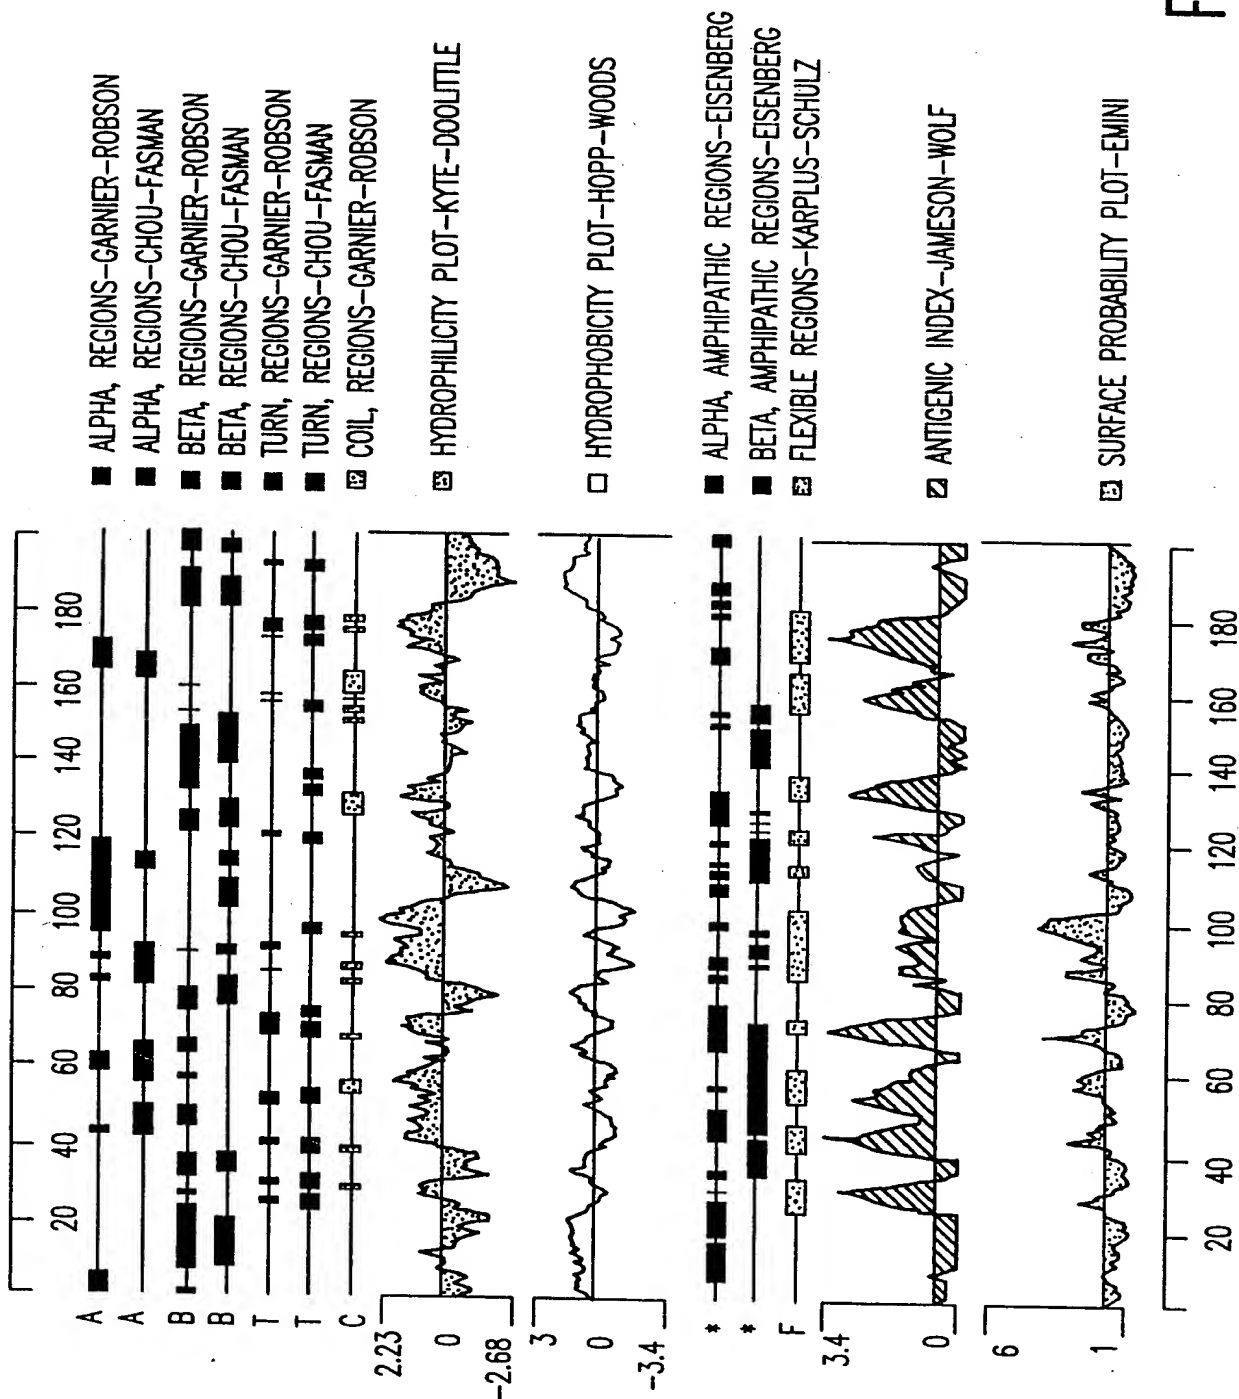 F
20 40 60 80 100 120 140 160 180
A ALPHA, REGIONS–GARNIER–ROBSON
A ALPHA, REGIONS–CHOU–FASMAN
B BETA, REGIONS–GARNIER–ROBSON
B BETA, REGIONS–CHOU–FASMAN
T TURN, REGIONS–GARNIER–ROBSON
T TURN, REGIONS–CHOU–FASMAN
C COIL, REGIONS–GARNIER–ROBSON
2.23
0 HYDROPHILICITY PLOT–KYTE–DOOLITTLE
–2.68
3
0 HYDROPHOBICITY PLOT–HOPP–WOODS
–3.4
* ALPHA, AMPHIPATHIC REGIONS–EISENBERG
* BETA, AMPHIPATHIC REGIONS–EISENBERG
F FLEXIBLE REGIONS–KARPLUS–SCHULZ
3.4
0 ANTIGENIC INDEX–JAMESON–WOLF
6
1 SURFACE PROBABILITY PLOT–EMINI
20 40 60 80 100 120 140 160 180